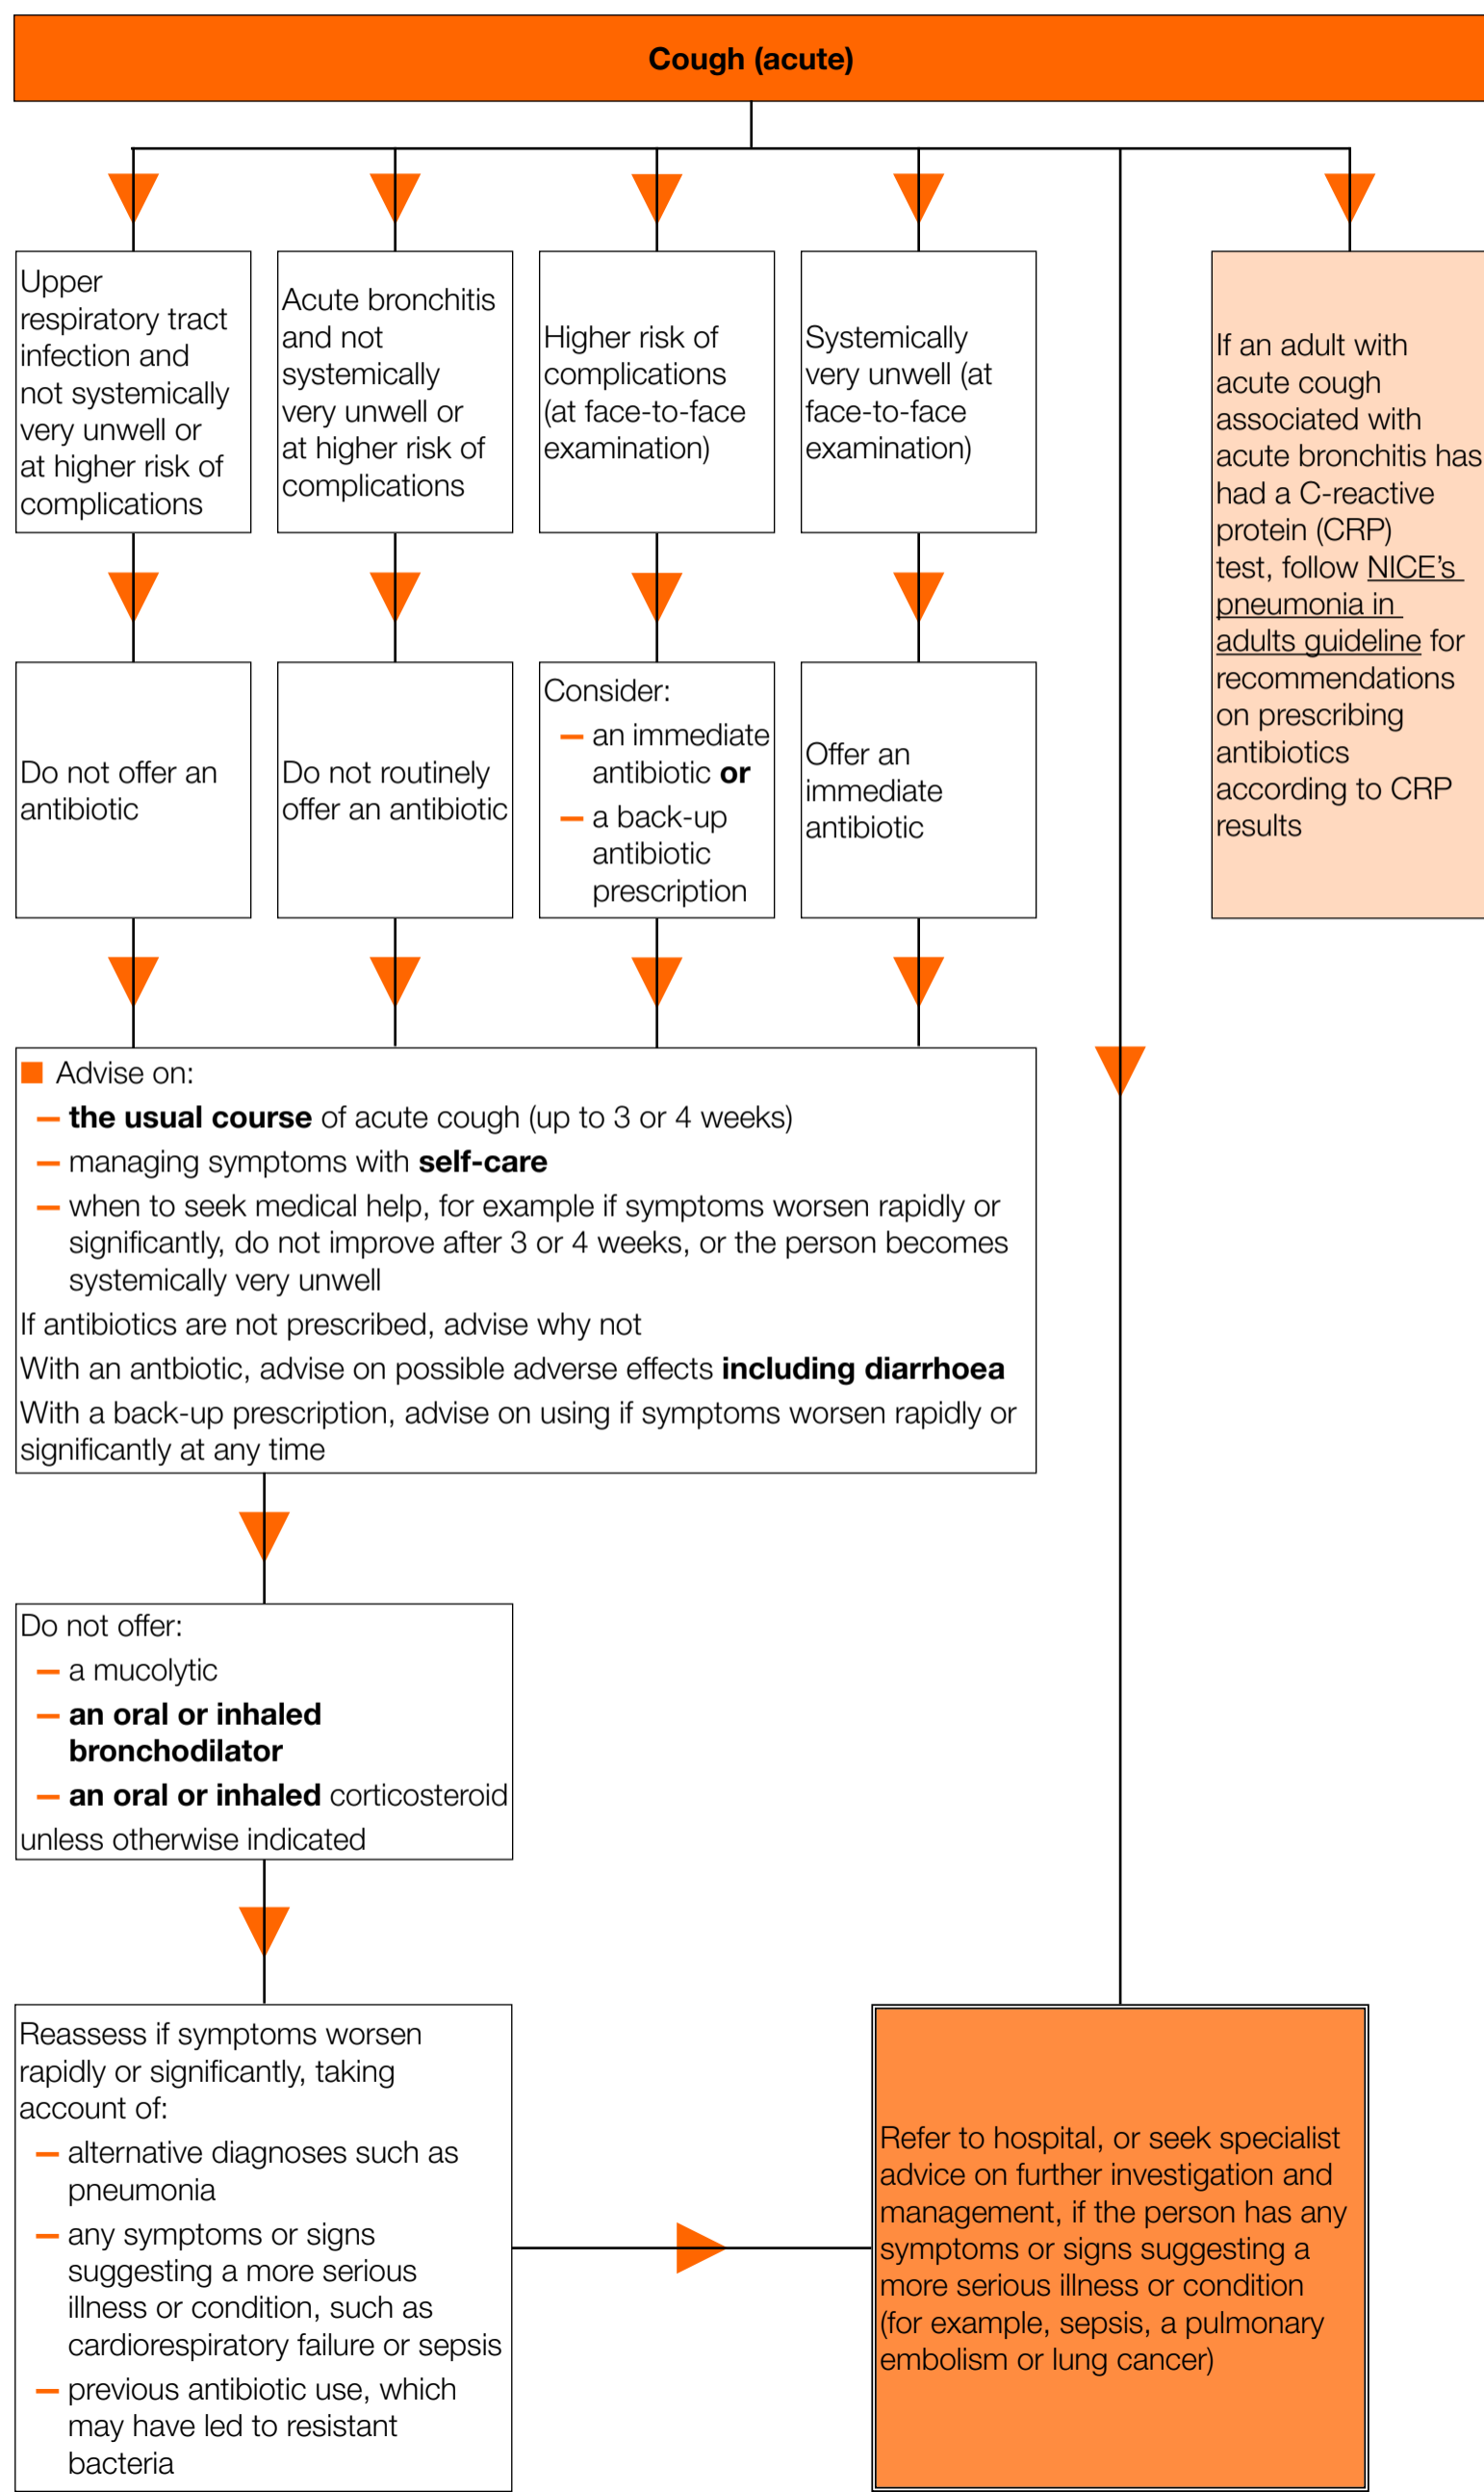 Cough (acute)
Upper
respiratory tract
infection and
not systemically
very unwell or
at higher risk of
complications
Acute bronchitis
and not
systemically
very unwell or
at higher risk of
complications
Higher risk of
complications
(at face-to-face
examination)
Systemically
very unwell (at
face-to-face
examination)
If an adult with
acute cough
associated with
acute bronchitis has
had a C-reactive
protein (CRP)
test, follow NICE’s
pneumonia in
adults guideline for
recommendations
on prescribing
antibiotics
according to CRP
results
Do not offer an
antibiotic
Do not routinely
offer an antibiotic
Consider:
– an immediate
antibiotic or
– a back-up
antibiotic
prescription
Offer an
immediate
antibiotic
■ Advise on:
– the usual course of acute cough (up to 3 or 4 weeks)
– managing symptoms with self-care
– when to seek medical help, for example if symptoms worsen rapidly or
significantly, do not improve after 3 or 4 weeks, or the person becomes
systemically very unwell
If antibiotics are not prescribed, advise why not
With an antbiotic, advise on possible adverse effects including diarrhoea
With a back-up prescription, advise on using if symptoms worsen rapidly or
significantly at any time
Do not offer:
– a mucolytic
– an oral or inhaled
bronchodilator
– an oral or inhaled corticosteroid
unless otherwise indicated
Reassess if symptoms worsen
rapidly or significantly, taking
account of:
– alternative diagnoses such as
pneumonia
– any symptoms or signs
suggesting a more serious
illness or condition, such as
cardiorespiratory failure or sepsis
– previous antibiotic use, which
may have led to resistant
bacteria
Refer to hospital, or seek specialist
advice on further investigation and
management, if the person has any
symptoms or signs suggesting a
more serious illness or condition
(for example, sepsis, a pulmonary
embolism or lung cancer)